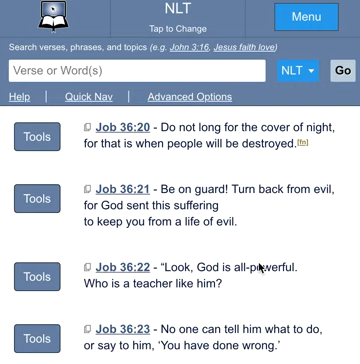 NLT
Tap to Change
Menu
Search verses, phrases, and topics (e.g. John 3:16, Jesus faith love)
Verse or Word(s)
NLT
Go
Help | Quick Nav | Advanced Options
Tools
Job 36:20 - Do not long for the cover of night,
for that is when people will be destroyed.[fn]
Tools
Job 36:21 - Be on guard! Turn back from evil,
for God sent this suffering
to keep you from a life of evil.
Tools
Job 36:22 - “Look, God is all-powerful.
Who is a teacher like him?
Tools
Job 36:23 - No one can tell him what to do,
or say to him, ‘You have done wrong.’